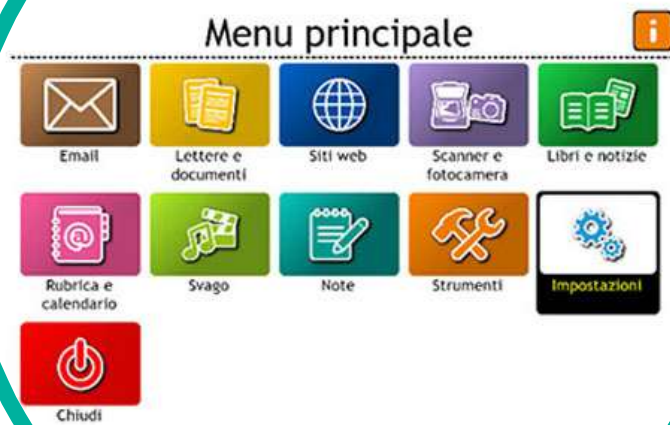 Menu principale
i
Email
Lettere e
documenti
Siti web
Scanner e
fotocamera
Libri e notizie
Rubrica e
calendario
Svago
Note
Strumenti
Impostazioni
Chiudi